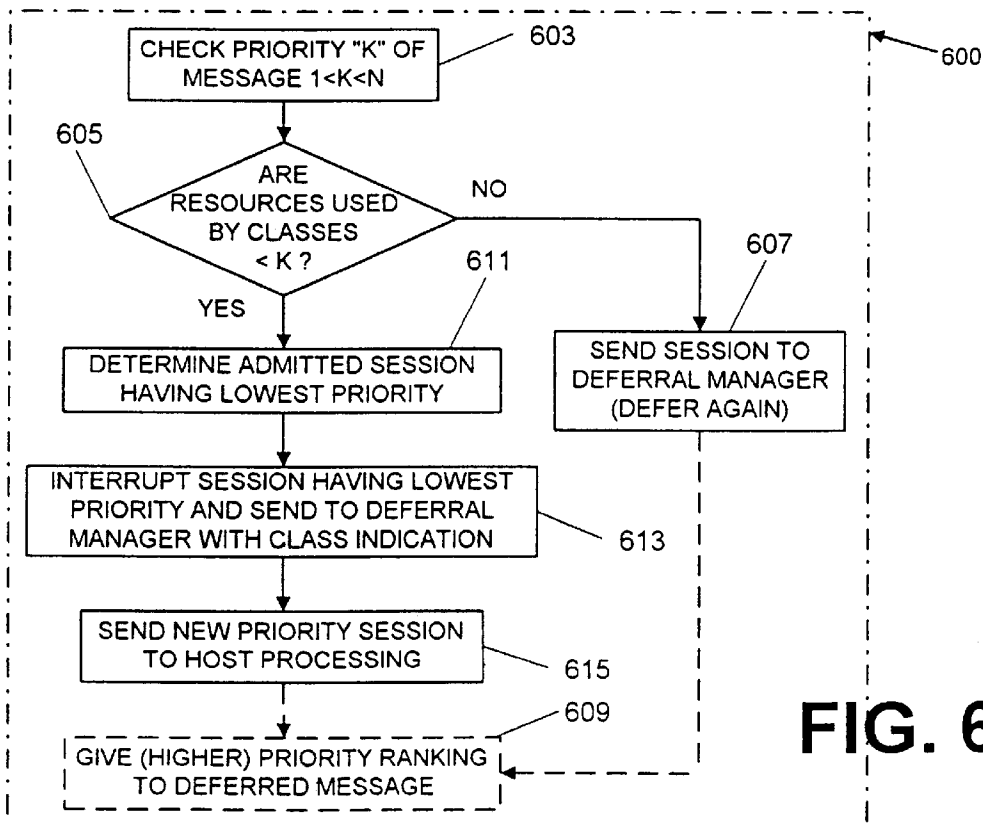 CHECK PRIORITY "K" OF
MESSAGE 1<K<N
603
600
605
ARE
RESOURCES USED
BY CLASSES
< K ?
NO
YES
611
607
DETERMINE ADMITTED SESSION
HAVING LOWEST PRIORITY
SEND SESSION TO
DEFERRAL MANAGER
(DEFER AGAIN)
INTERRUPT SESSION HAVING LOWEST
PRIORITY AND SEND TO DEFERRAL
MANAGER WITH CLASS INDICATION
613
SEND NEW PRIORITY SESSION
TO HOST PROCESSING
615
609
GIVE (HIGHER) PRIORITY RANKING
TO DEFERRED MESSAGE
FIG. 6